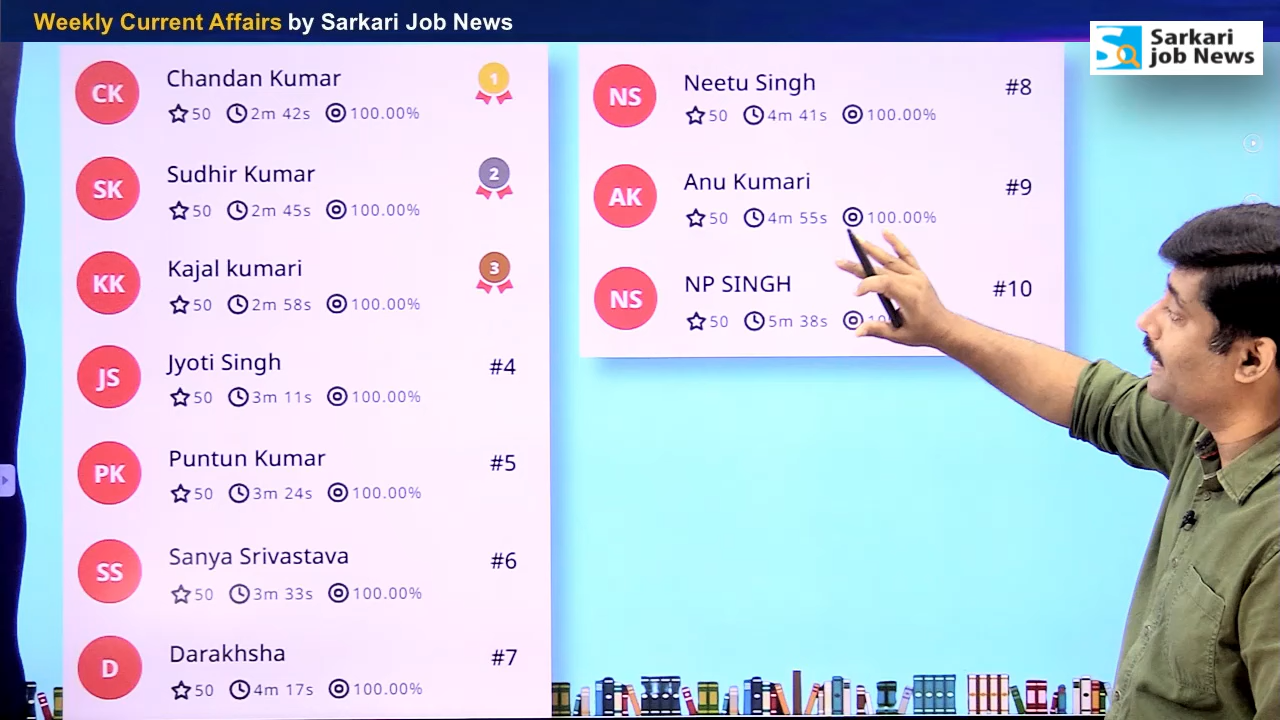 Weekly Current Affairs by Sarkari Job News
Sarkari
job News
CK
Chandan Kumar
50 2m 42s 100.00%
1
SK
Sudhir Kumar
50 2m 45s 100.00%
2
KK
Kajal kumari
50 2m 58s 100.00%
3
JS
Jyoti Singh
50 3m 11s 100.00%
#4
PK
Puntun Kumar
50 3m 24s 100.00%
#5
SS
Sanya Srivastava
50 3m 33s 100.00%
#6
D
Darakhsha
50 4m 17s 100.00%
#7
NS
Neetu Singh
50 4m 41s 100.00%
#8
AK
Anu Kumari
50 4m 55s 100.00%
#9
NS
NP SINGH
50 5m 38s
#10